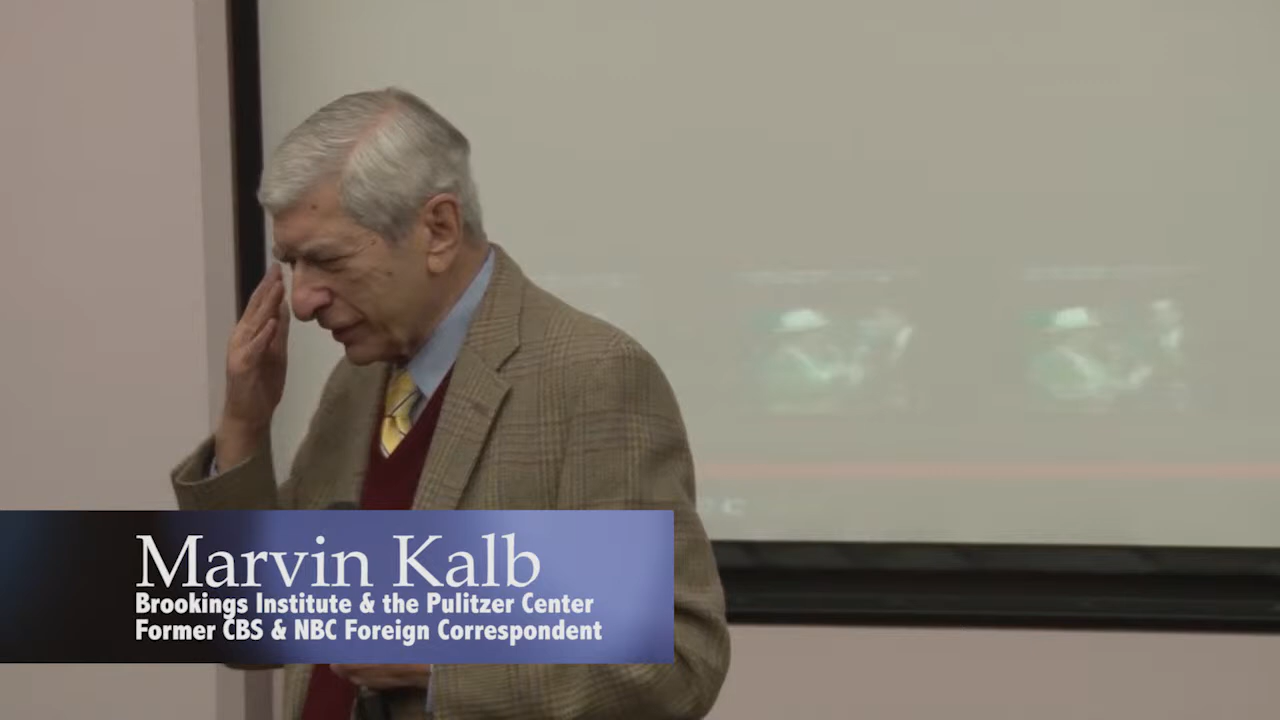 Marvin Kalb
Brookings Institute & the Pulitzer Center
Former CBS & NBC Foreign Correspondent